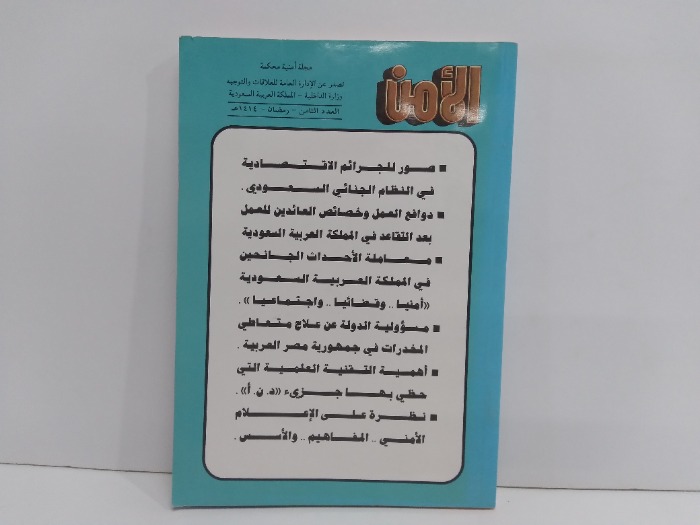 الأمن
مجلة أمنية محكمة
تصدر عن الإدارة العامة للعلاقات والتوجيه
وزارة الداخلية - المملكة العربية السعودية
العدد الثامن - رمضان - ١٤١٤هـ
■ صور للجرائم الاقتصادية
في النظام الجنائي السعودي .
■ دوافع العمل وخصائص العائدين للعمل
بعد التقاعد في المملكة العربية السعودية
■ معاملة الأحداث الجانحين
في المملكة العربية السعودية
«أمنيا .. وقضائيا .. واجتماعيا» .
■ مسؤولية الدولة عن علاج متعاطي
المخدرات في جمهورية مصر العربية .
■ أهمية التقنية العلمية التي
حظي بها جزيء «د. ن. أ» .
■ نظرة على الإعلام
الأمني .. المفاهيم .. والأسس .